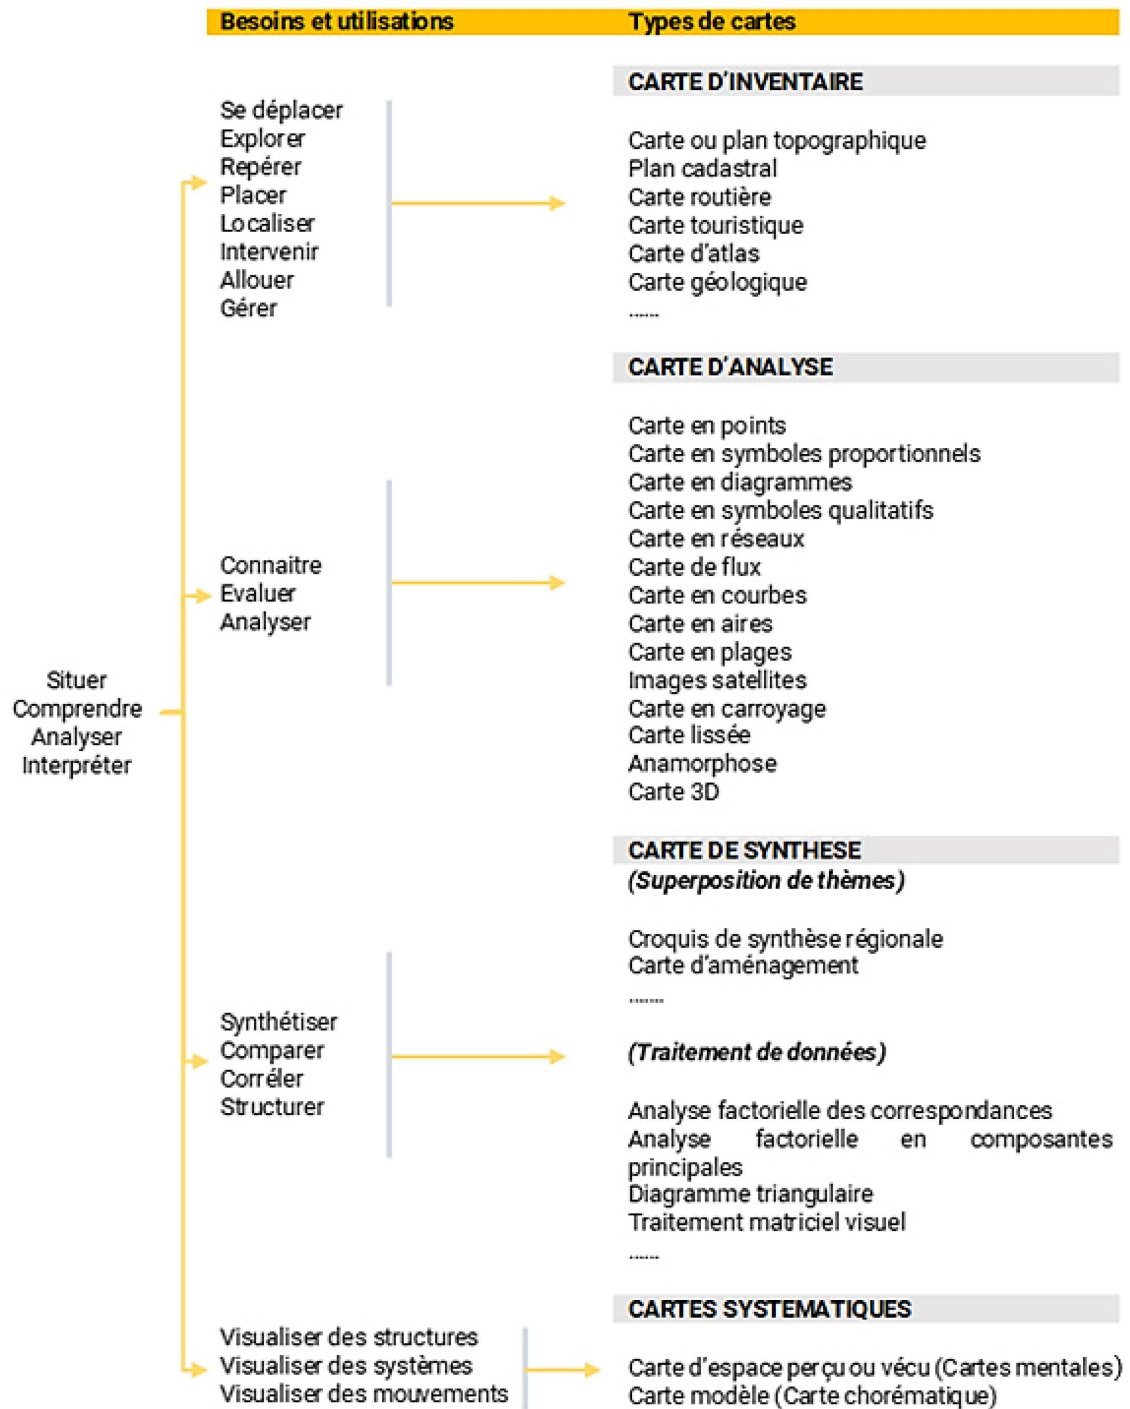 Besoins et utilisations
Types de cartes
Situer
Comprendre
Analyser
Interpréter
Se déplacer
Explorer
Repérer
Placer
Localiser
Intervenir
Allouer
Gérer
CARTE D'INVENTAIRE
Carte ou plan topographique
Plan cadastral
Carte routière
Carte touristique
Carte d'atlas
Carte géologique
......
Connaitre
Evaluer
Analyser
CARTE D'ANALYSE
Carte en points
Carte en symboles proportionnels
Carte en diagrammes
Carte en symboles qualitatifs
Carte en réseaux
Carte de flux
Carte en courbes
Carte en aires
Carte en plages
Images satellites
Carte en carroyage
Carte lissée
Anamorphose
Carte 3D
Synthétiser
Comparer
Corréler
Structurer
CARTE DE SYNTHESE
(Superposition de thèmes)
Croquis de synthèse régionale
Carte d'aménagement
.......
(Traitement de données)
Analyse factorielle des correspondances
Analyse factorielle en composantes
principales
Diagramme triangulaire
Traitement matriciel visuel
......
Visualiser des structures
Visualiser des systèmes
Visualiser des mouvements
CARTES SYSTEMATIQUES
Carte d'espace perçu ou vécu (Cartes mentales)
Carte modèle (Carte chorématique)